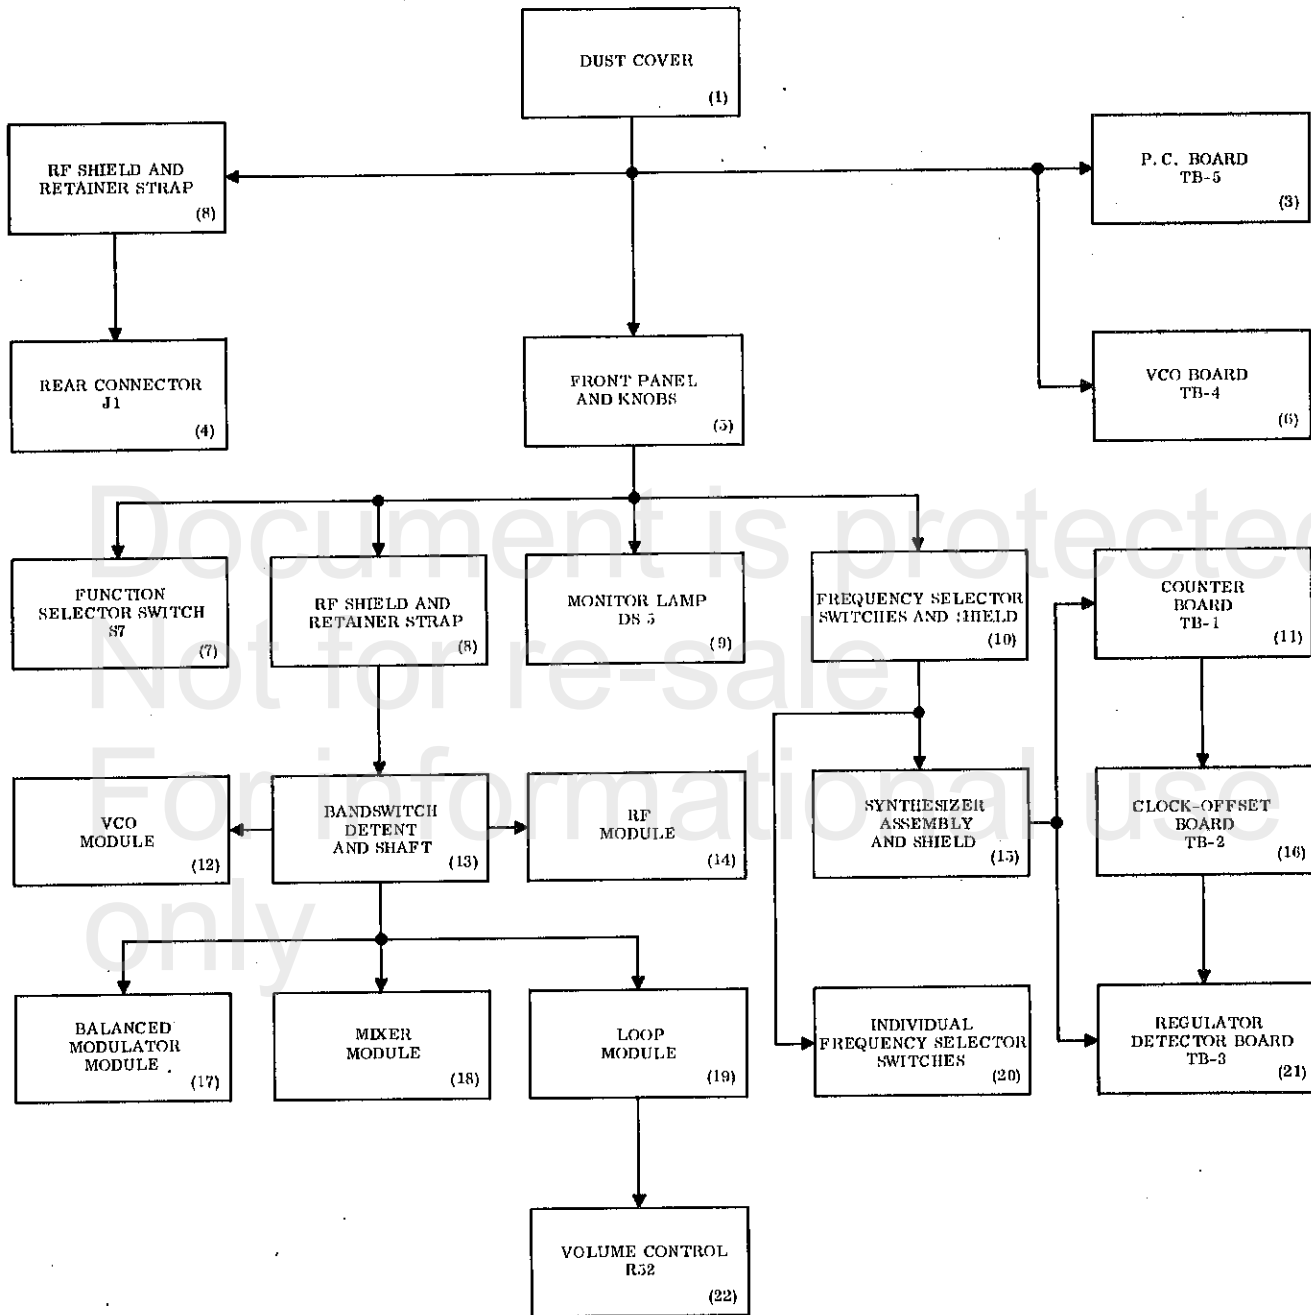 DUST COVER
(1)
RF SHIELD AND
RETAINER STRAP
(8)
P.C. BOARD
TB-5
(3)
REAR CONNECTOR
J1
(4)
FRONT PANEL
AND KNOBS
(5)
VCO BOARD
TB-4
(6)
Document is protected
FUNCTION
SELECTOR SWITCH
S7
(7)
RF SHIELD AND
RETAINER STRAP
(8)
MONITOR LAMP
DS 5
(9)
FREQUENCY SELECTOR
SWITCHES AND SHIELD
(10)
COUNTER
BOARD
TB-1
(11)
Not for re-sale
For informational use
VCO
MODULE
(12)
BANDSWITCH
DETENT
AND SHAFT
(13)
RF
MODULE
(14)
SYNTHESIZER
ASSEMBLY
AND SHIELD
(15)
CLOCK-OFFSET
BOARD
TB-2
(16)
only
BALANCED
MODULATOR
MODULE
(17)
MIXER
MODULE
(18)
LOOP
MODULE
(19)
INDIVIDUAL
FREQUENCY SELECTOR
SWITCHES
(20)
REGULATOR
DETECTOR BOARD
TB-3
(21)
VOLUME CONTROL
R52
(22)